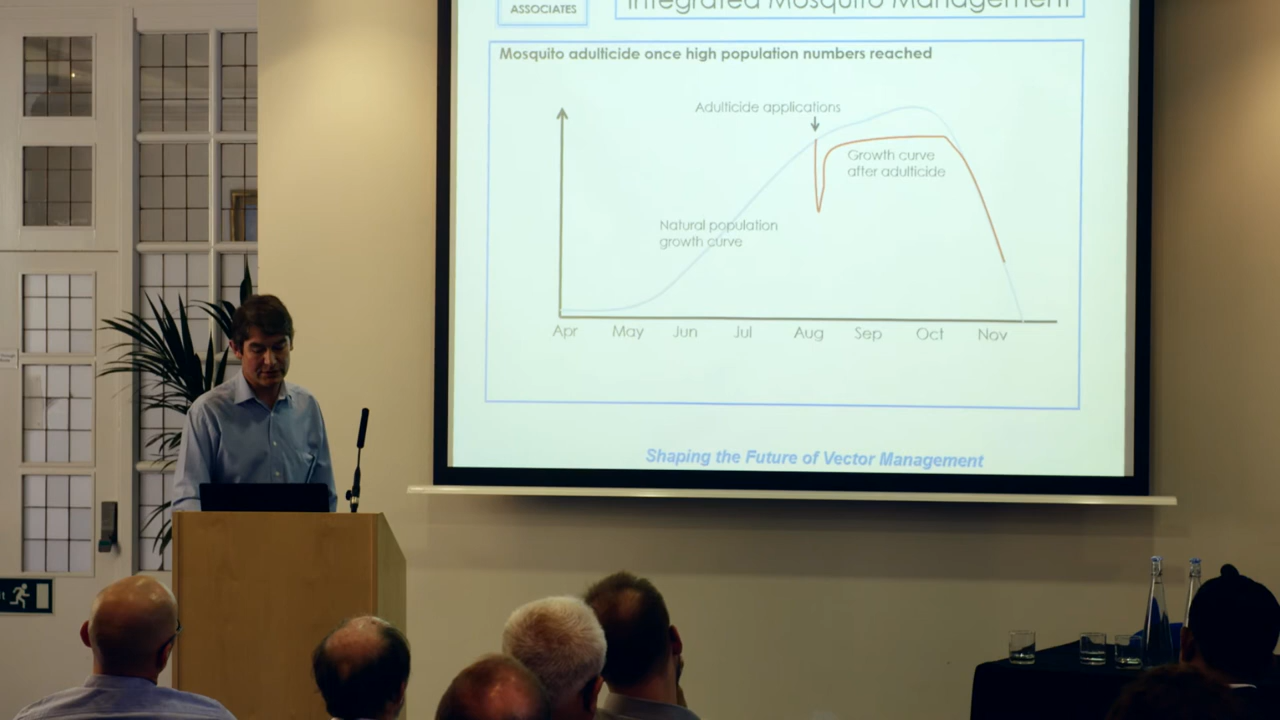 ASSOCIATES
Integrated Mosquito Management
Mosquito adulticide once high population numbers reached
Adulticide applications
Growth curve
after adulticide
Natural population
growth curve
Apr May Jun Jul Aug Sep Oct Nov
Shaping the Future of Vector Management